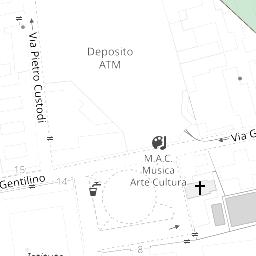 Via Pietro Custodi
Deposito
ATM
Via G
M.A.C.
Musica
Arte Cultura
15
Gentilino
14
8